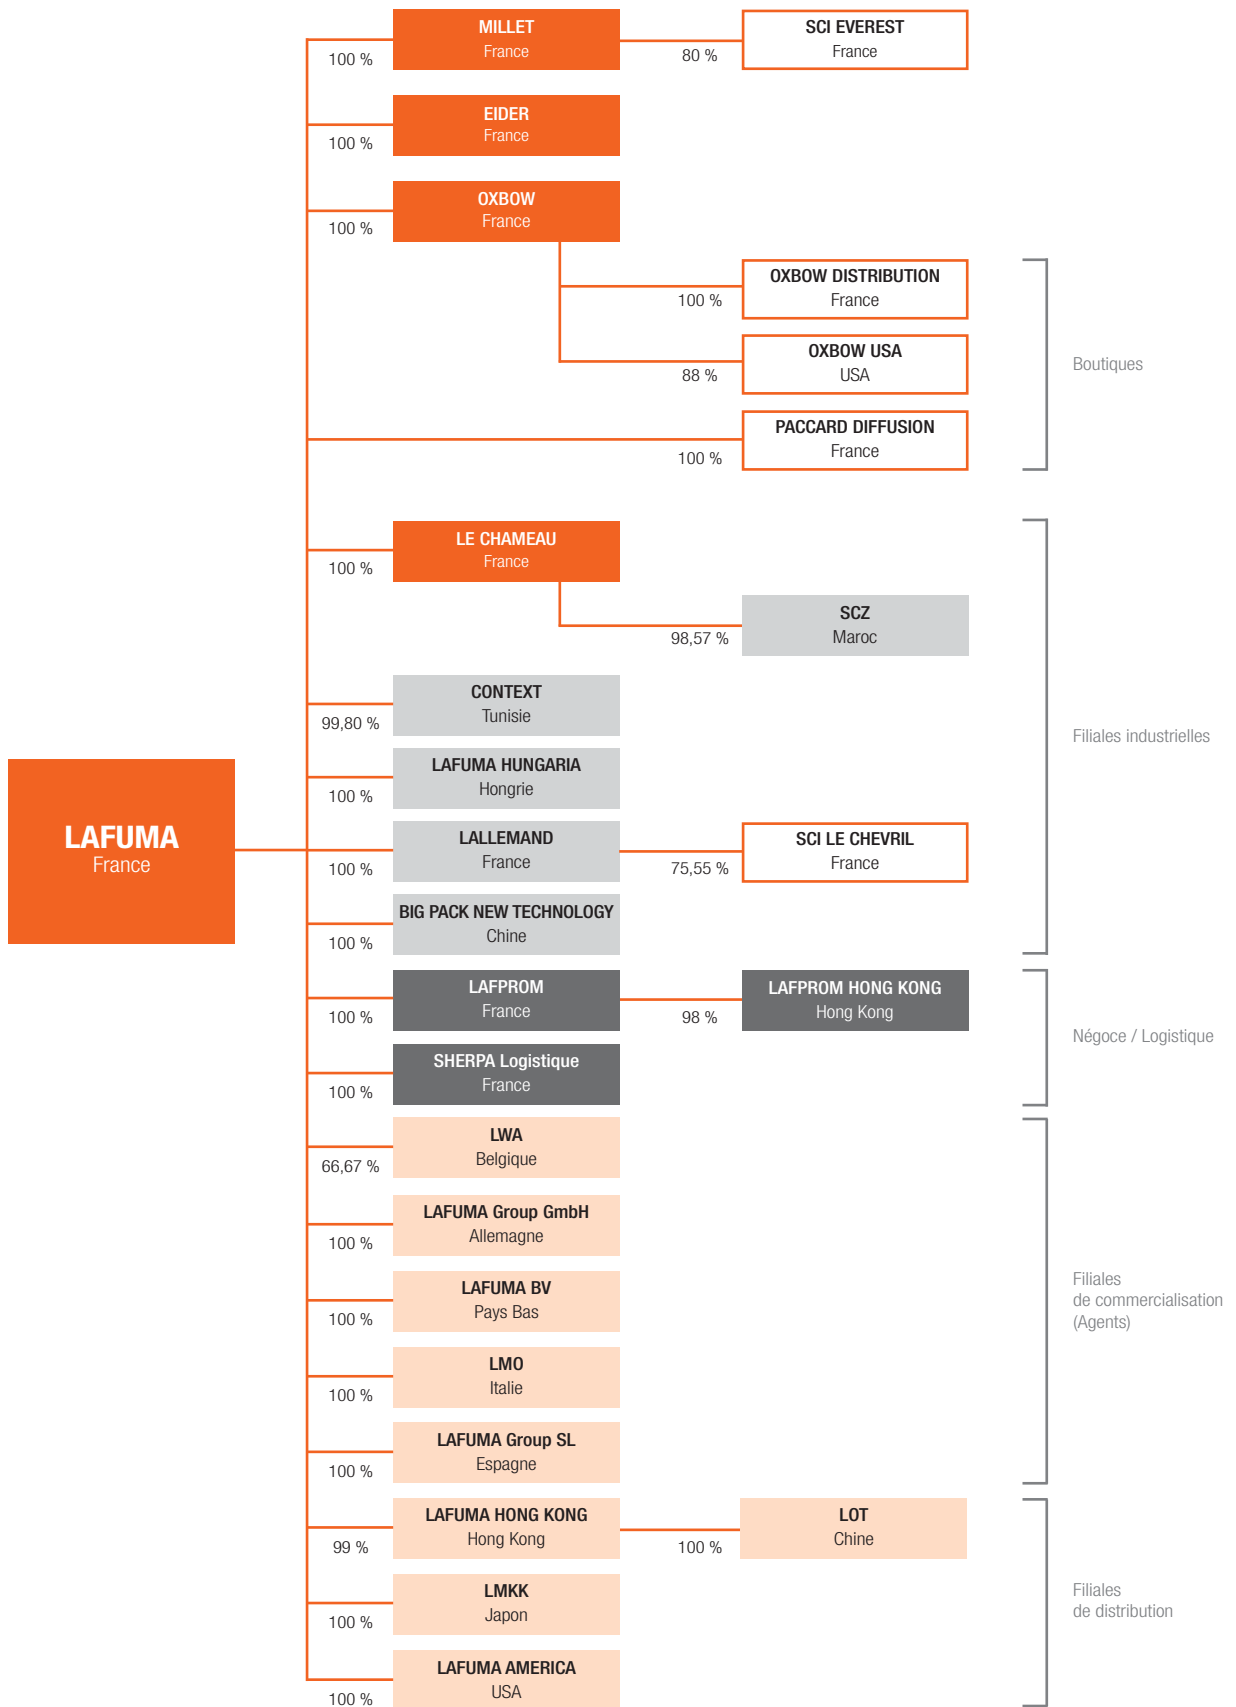 MILLET
France
100 %
SCI EVEREST
France
80 %
EIDER
France
100 %
OXBOW
France
100 %
OXBOW DISTRIBUTION
France
100 %
OXBOW USA
USA
88 %
PACCARD DIFFUSION
France
100 %
Boutiques
LE CHAMEAU
France
100 %
SCZ
Maroc
98,57 %
CONTEXT
Tunisie
99,80 %
LAFUMA HUNGARIA
Hongrie
100 %
LAFUMA
France
LALLEMAND
France
100 %
SCI LE CHEVRIL
France
75,55 %
BIG PACK NEW TECHNOLOGY
Chine
100 %
Filiales industrielles
LAFPROM
France
100 %
LAFPROM HONG KONG
Hong Kong
98 %
SHERPA Logistique
France
100 %
Négoce / Logistique
LWA
Belgique
66,67 %
LAFUMA Group GmbH
Allemagne
100 %
LAFUMA BV
Pays Bas
100 %
LMO
Italie
100 %
LAFUMA Group SL
Espagne
100 %
Filiales
de commercialisation
(Agents)
LAFUMA HONG KONG
Hong Kong
99 %
LOT
Chine
100 %
LMKK
Japon
100 %
LAFUMA AMERICA
USA
100 %
Filiales
de distribution